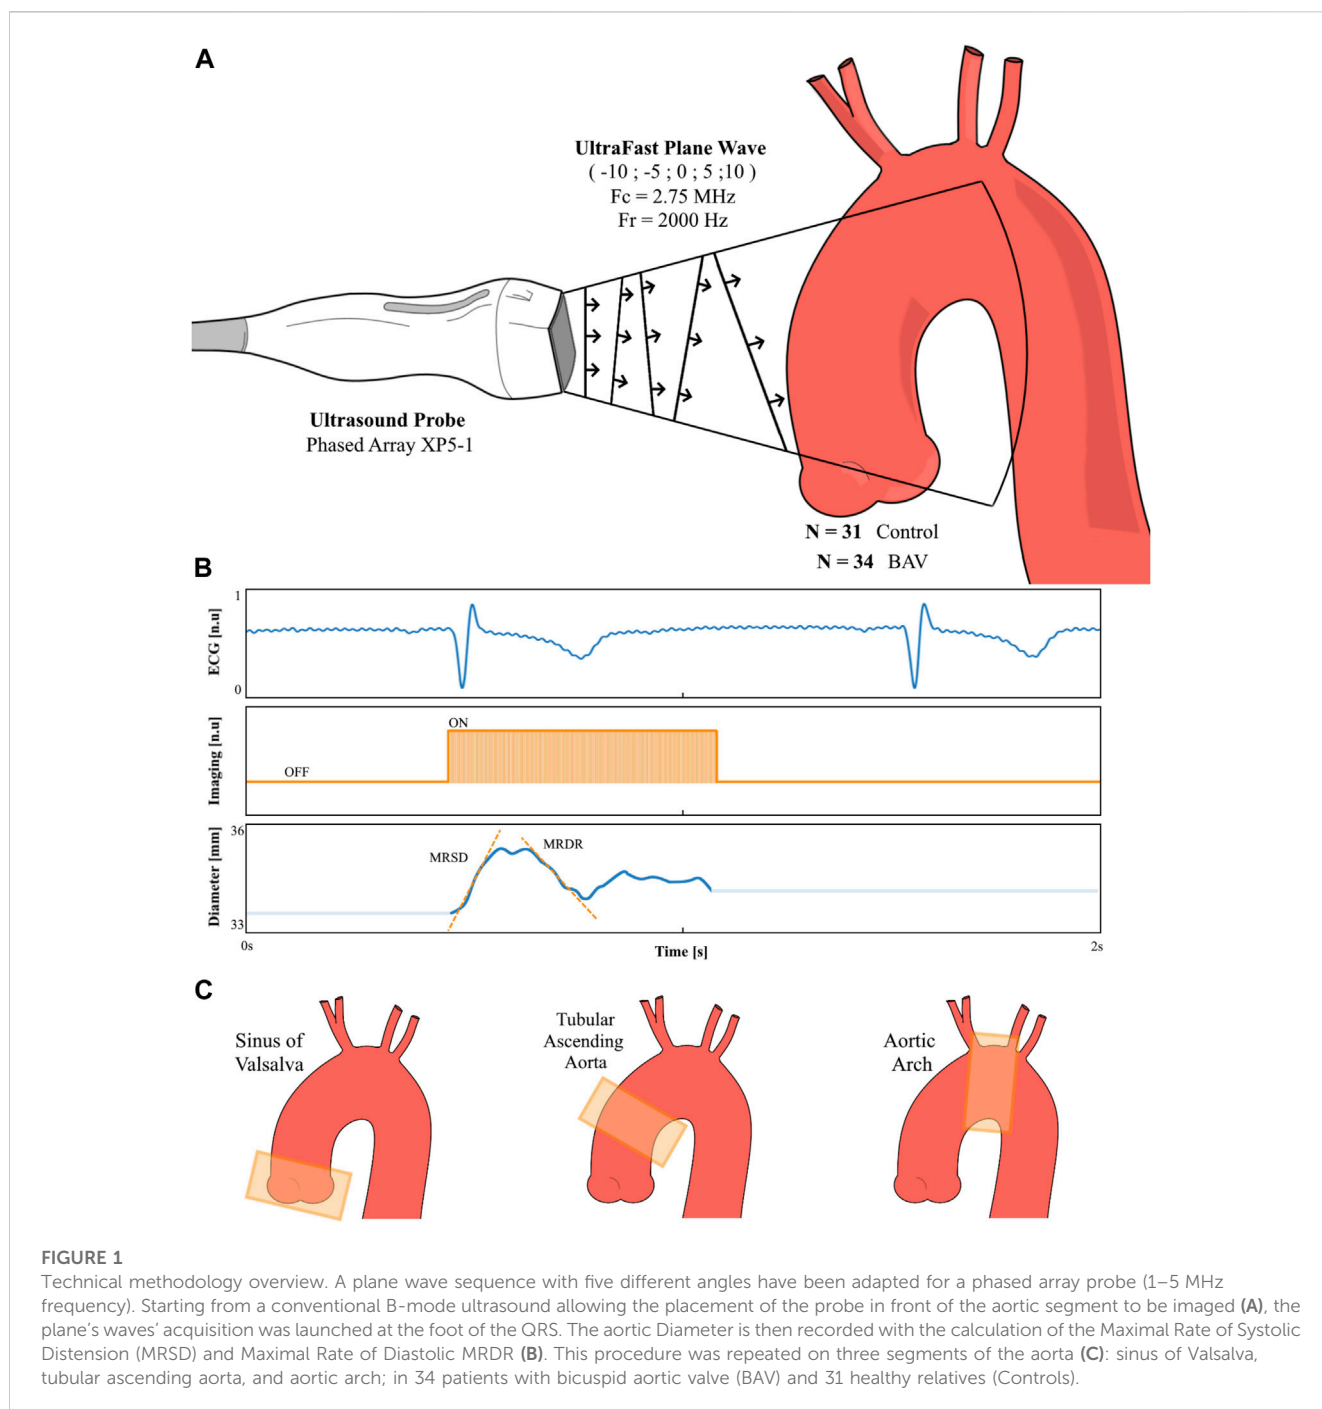 A
UltraFast Plane Wave
( -10 ; -5 ; 0 ; 5 ;10 )
Fc = 2.75 MHz
Fr = 2000 Hz
Ultrasound Probe
Phased Array XP5-1
N = 31 Control
N = 34 BAV
B
ECG [n.u]
1
0
Imaging [n.u]
ON
OFF
Diameter [mm]
36
33
MRSD
MRDR
0s
Time [s]
2s
C
Sinus of
Valsalva
Tubular
Ascending
Aorta
Aortic
Arch
FIGURE 1
Technical methodology overview. A plane wave sequence with five different angles have been adapted for a phased array probe (1–5 MHz
frequency). Starting from a conventional B-mode ultrasound allowing the placement of the probe in front of the aortic segment to be imaged (A), the
plane's waves' acquisition was launched at the foot of the QRS. The aortic Diameter is then recorded with the calculation of the Maximal Rate of Systolic
Distension (MRSD) and Maximal Rate of Diastolic MRDR (B). This procedure was repeated on three segments of the aorta (C): sinus of Valsalva,
tubular ascending aorta, and aortic arch; in 34 patients with bicuspid aortic valve (BAV) and 31 healthy relatives (Controls).